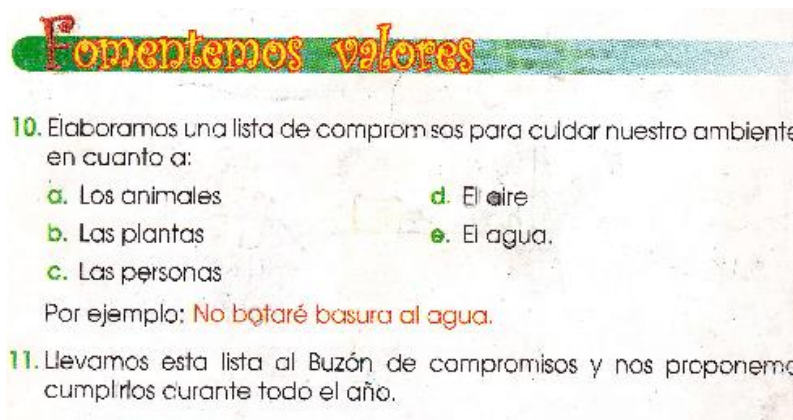 Fomentemos valores
10. Elaboramos una lista de compromisos para cuidar nuestro ambiente
en cuanto a:
a. Los animales
d. El aire
b. Las plantas
e. El agua.
c. Las personas
Por ejemplo: No botaré basura al agua.
11. Llevamos esta lista al Buzón de compromisos y nos proponemo
cumplirlos durante todo el año.